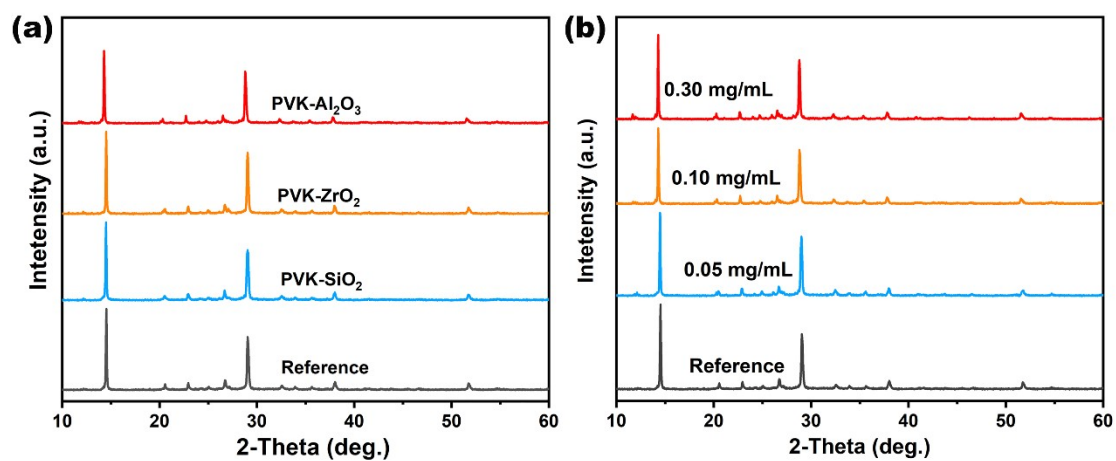 (a)
Intetensity (a.u.)
PVK-Al₂O₃
PVK-ZrO₂
PVK-SiO₂
Reference
10 20 30 40 50 60
2-Theta (deg.)
(b)
Intetensity (a.u.)
0.30 mg/mL
0.10 mg/mL
0.05 mg/mL
Reference
10 20 30 40 50 60
2-Theta (deg.)